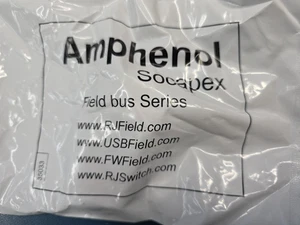 Amphenol
Socapex
Field bus Series
www.RJField.com
www.USBField.com
www.FWField.com
www.RJSwitch.com